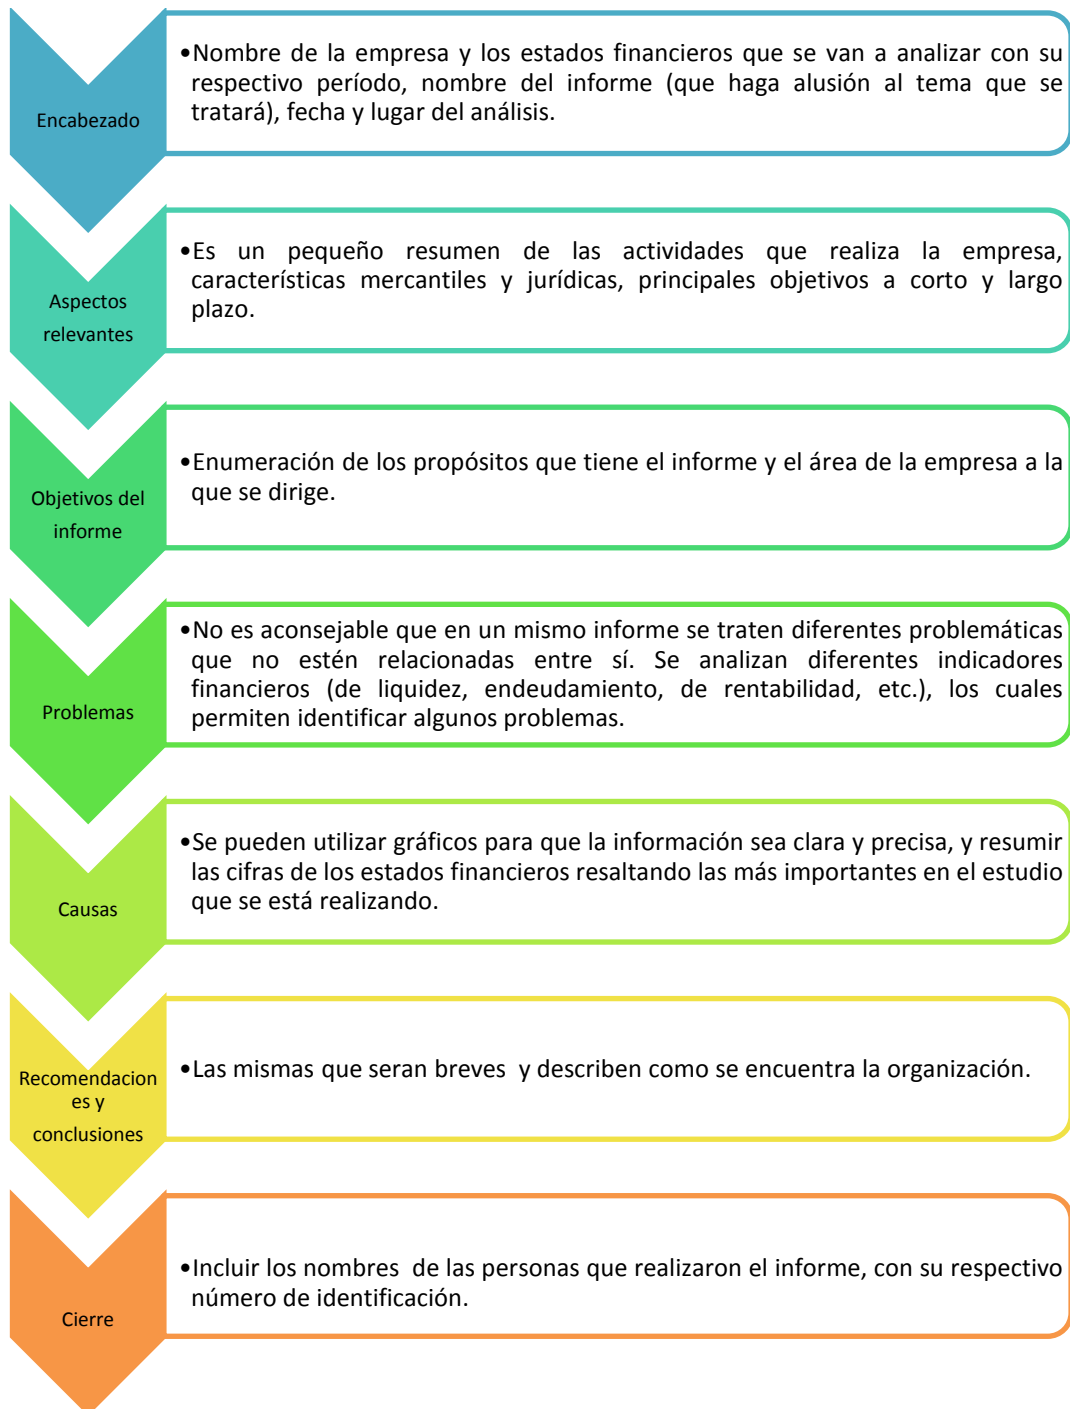 Encabezado
•Nombre de la empresa y los estados financieros que se van a analizar con su
respectivo período, nombre del informe (que haga alusión al tema que se
tratará), fecha y lugar del análisis.
Aspectos
relevantes
•Es un pequeño resumen de las actividades que realiza la empresa,
características mercantiles y jurídicas, principales objetivos a corto y largo
plazo.
Objetivos del
informe
•Enumeración de los propósitos que tiene el informe y el área de la empresa a la
que se dirige.
Problemas
•No es aconsejable que en un mismo informe se traten diferentes problemáticas
que no estén relacionadas entre sí. Se analizan diferentes indicadores
financieros (de liquidez, endeudamiento, de rentabilidad, etc.), los cuales
permiten identificar algunos problemas.
Causas
•Se pueden utilizar gráficos para que la información sea clara y precisa, y resumir
las cifras de los estados financieros resaltando las más importantes en el estudio
que se está realizando.
Recomendacion
es y
conclusiones
•Las mismas que seran breves y describen como se encuentra la organización.
Cierre
•Incluir los nombres de las personas que realizaron el informe, con su respectivo
número de identificación.